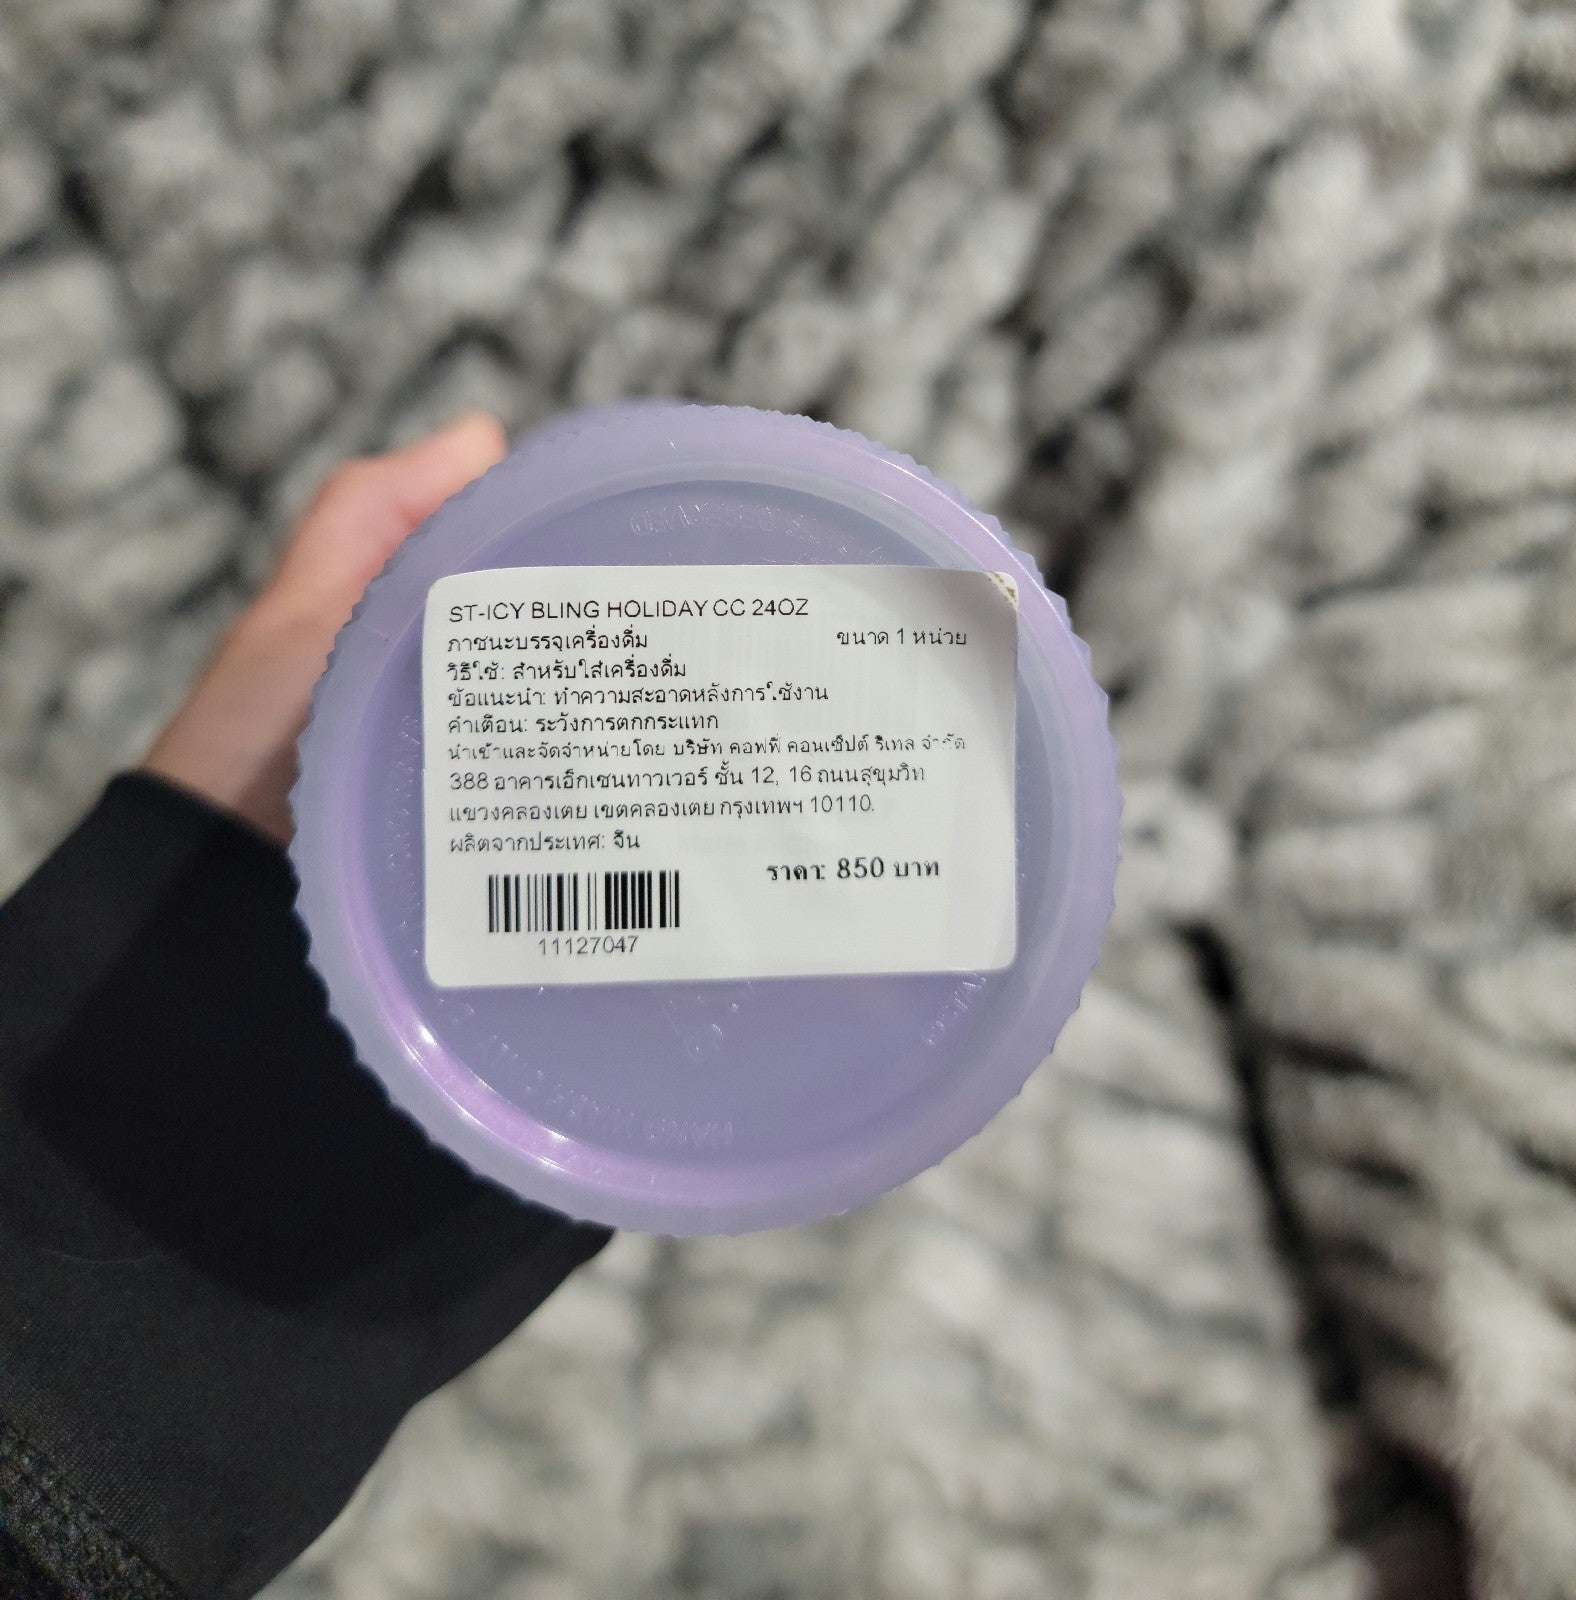 ST-ICY BLING HOLIDAY CC 24OZ
ภาชนะบรรจุเครื่องดื่ม ขนาด 1 หน่วย
วิธีใช้: สำหรับใส่เครื่องดื่ม
ข้อแนะนำ: ทำความสะอาดหลังการใช้งาน
คำเตือน: ระวังการตกกระแทก
นำเข้าและจัดจำหน่ายโดย บริษัท คอฟฟี่ คอนเซ็ปต์ รีเทล จำกัด
388 อาคารเอ็กเชนทาวเวอร์ ชั้น 12, 16 ถนนสุขุมวิท
แขวงคลองเตย เขตคลองเตย กรุงเทพฯ 10110.
ผลิตจากประเทศ: จีน
ราคา: 850 บาท
11127047